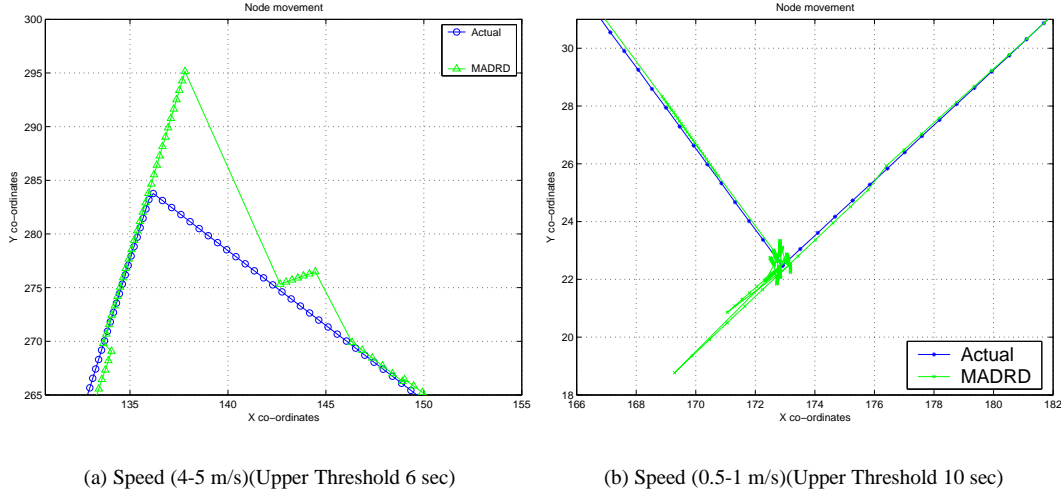 Node movement
300
295
290
285
280
275
270
265
Y co-ordinates
135
140
145
150
155
X co-ordinates
Actual
MADRD
(a) Speed (4-5 m/s)(Upper Threshold 6 sec)
Node movement
30
28
26
24
22
20
18
Y co-ordinates
166
168
170
172
174
176
178
180
182
X co-ordinates
Actual
MADRD
(b) Speed (0.5-1 m/s)(Upper Threshold 10 sec)